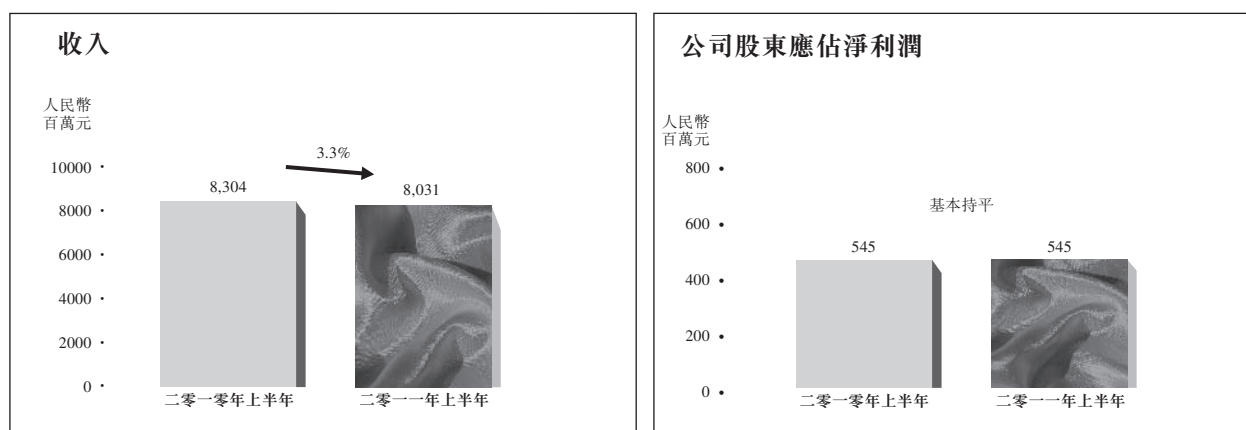 收入
人民幣
百萬元
10000
8000
6000
4000
2000
0
3.3%
8,304
8,031
二零一零年上半年
二零一一年上半年
公司股東應佔淨利潤
人民幣
百萬元
800
600
400
200
0
基本持平
545
545
二零一零年上半年
二零一一年上半年